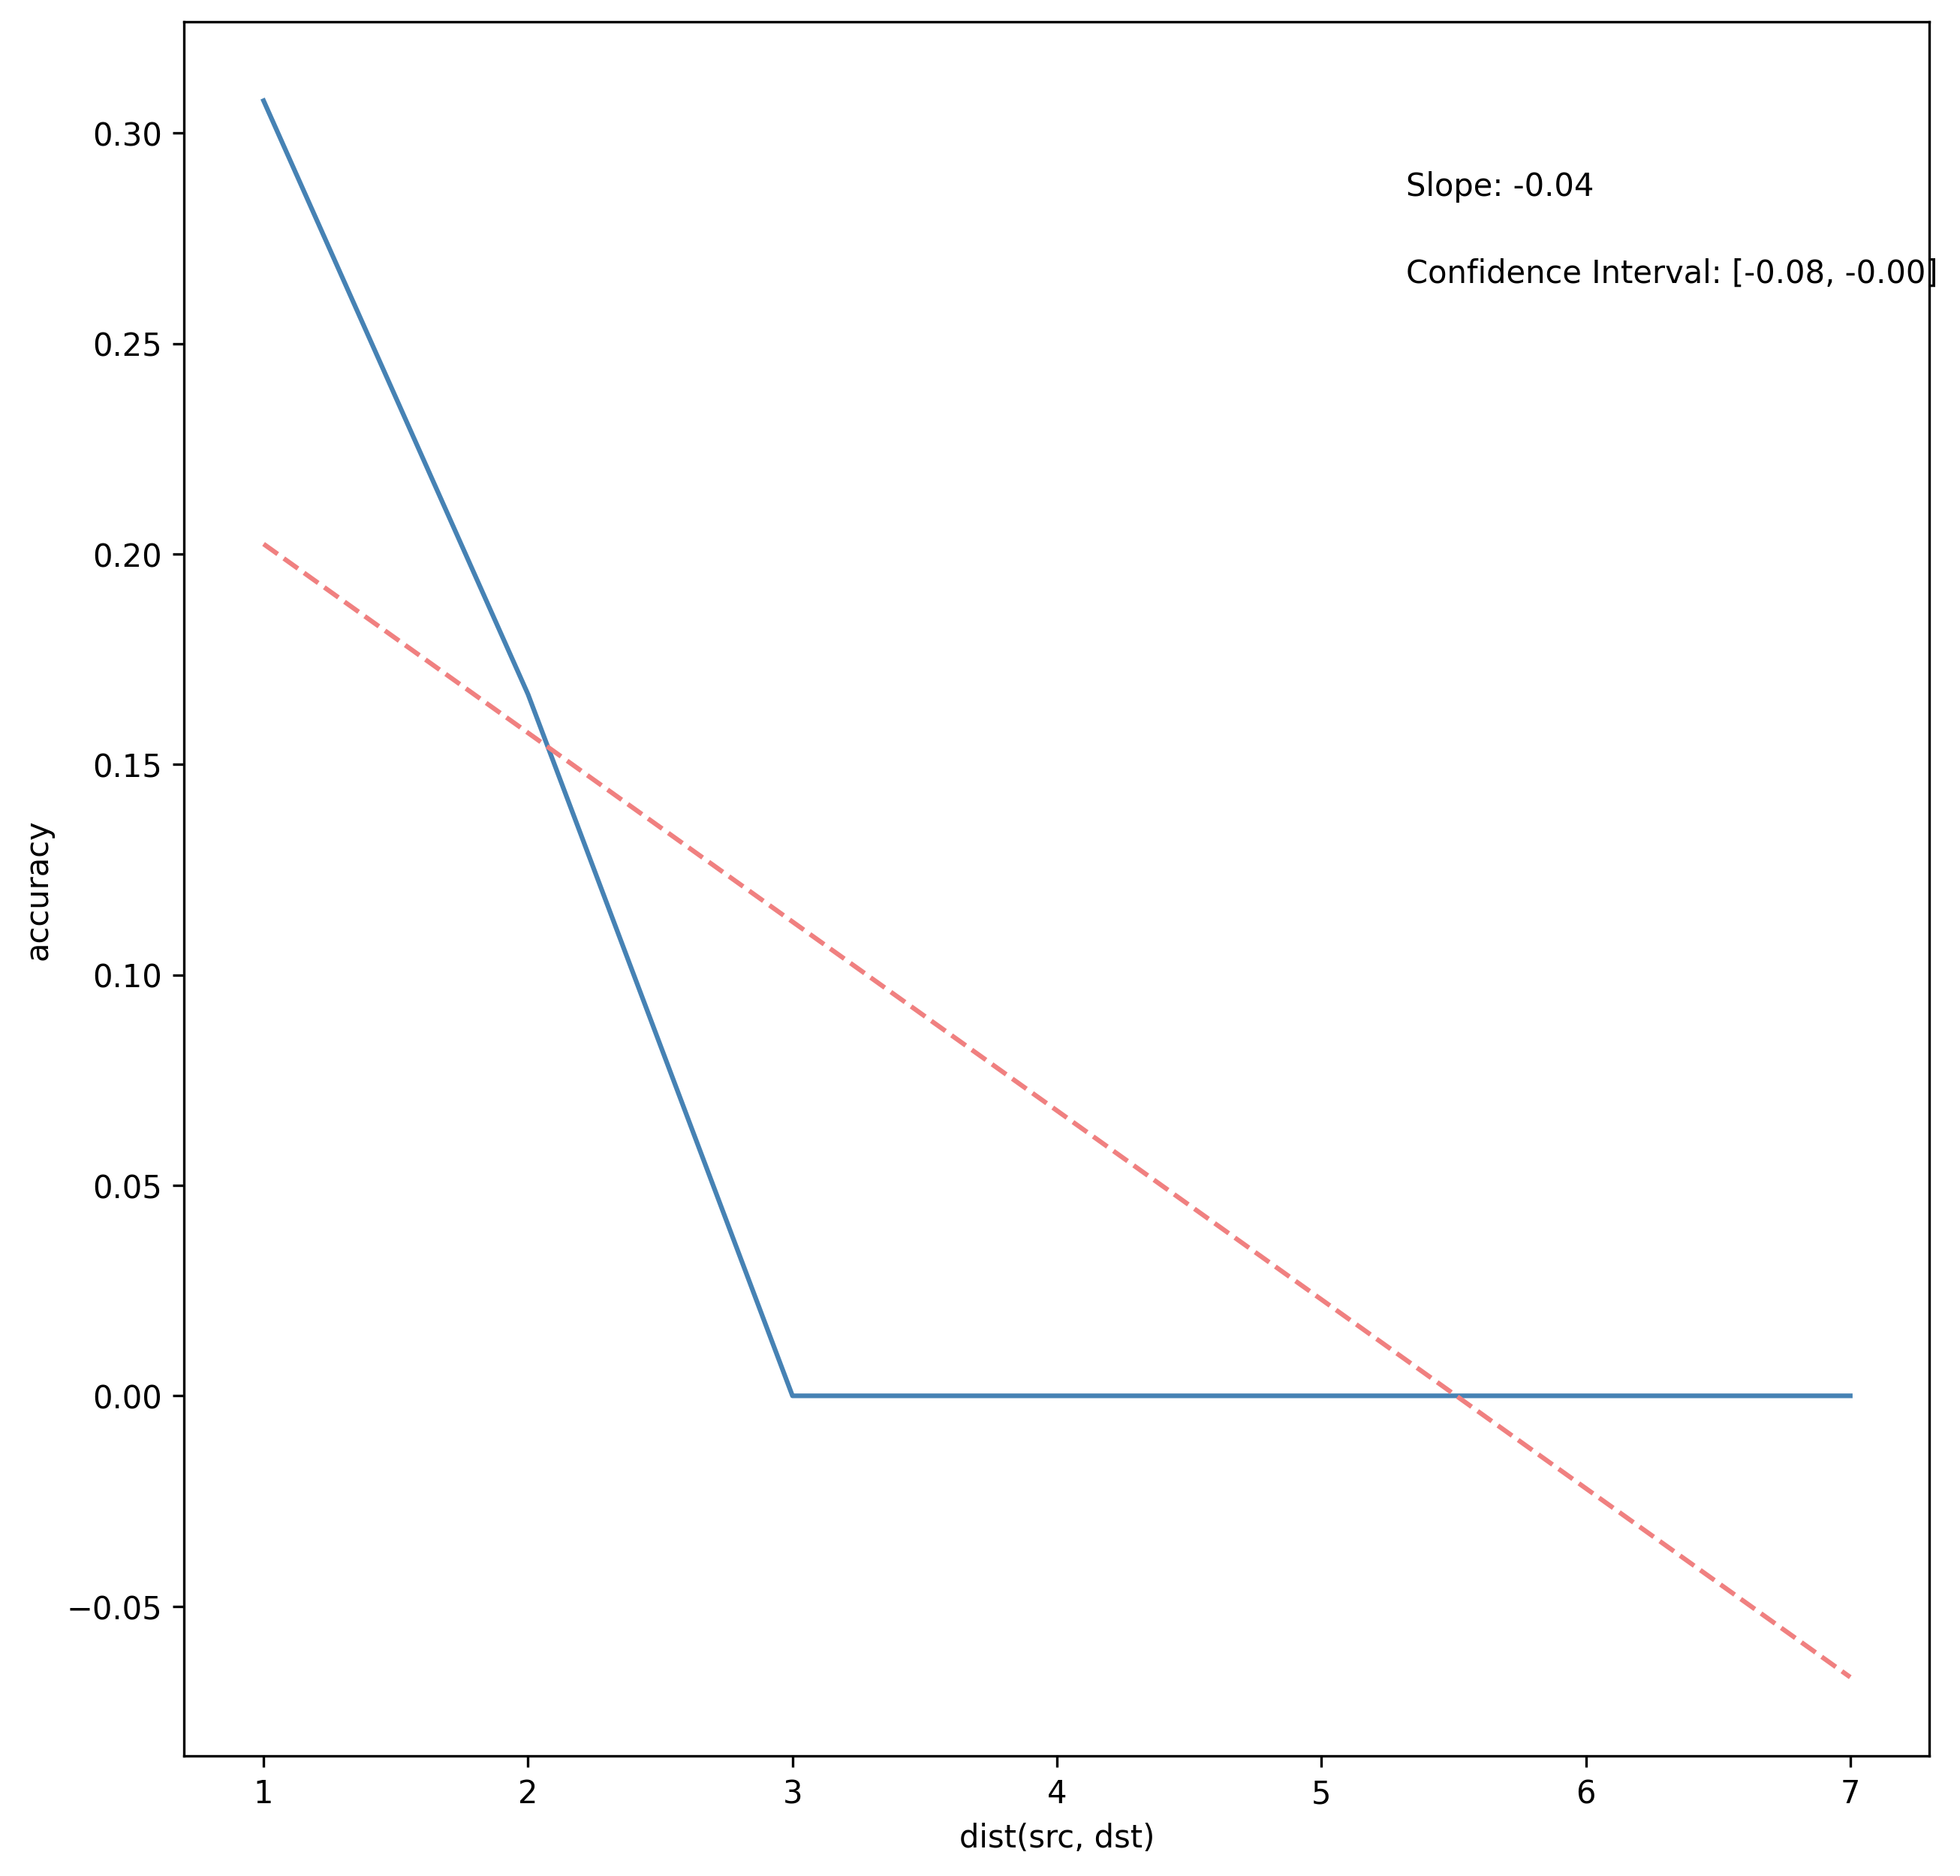 Slope: -0.04
Confidence Interval: [-0.08, -0.00]
0.30
0.25
0.20
0.15
0.10
0.05
0.00
−0.05
accuracy
1 2 3 4 5 6 7
dist(src, dst)